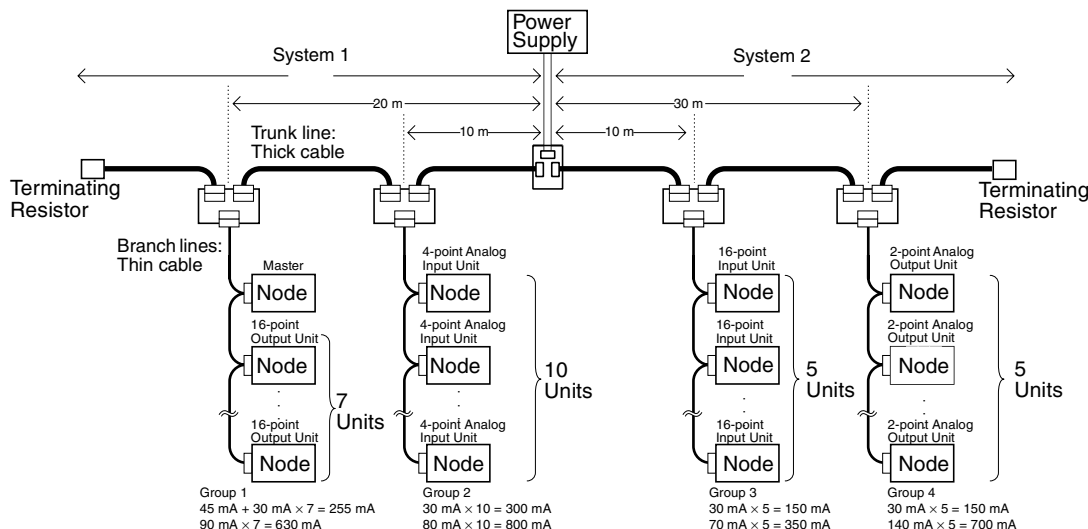 Power
Supply
System 1
System 2
20 m
30 m
10 m
10 m
Trunk line:
Thick cable
Terminating
Resistor
Terminating
Resistor
Branch lines:
Thin cable
Master
Node
16-point
Output Unit
Node
16-point
Output Unit
Node
7
Units
4-point Analog
Input Unit
Node
4-point Analog
Input Unit
Node
4-point Analog
Input Unit
Node
10
Units
16-point
Input Unit
Node
16-point
Input Unit
Node
16-point
Input Unit
Node
5
Units
2-point Analog
Output Unit
Node
2-point Analog
Output Unit
Node
2-point Analog
Output Unit
Node
5
Units
Group 1
45 mA + 30 mA × 7 = 255 mA
90 mA × 7 = 630 mA
Group 2
30 mA × 10 = 300 mA
80 mA × 10 = 800 mA
Group 3
30 mA × 5 = 150 mA
70 mA × 5 = 350 mA
Group 4
30 mA × 5 = 150 mA
140 mA × 5 = 700 mA